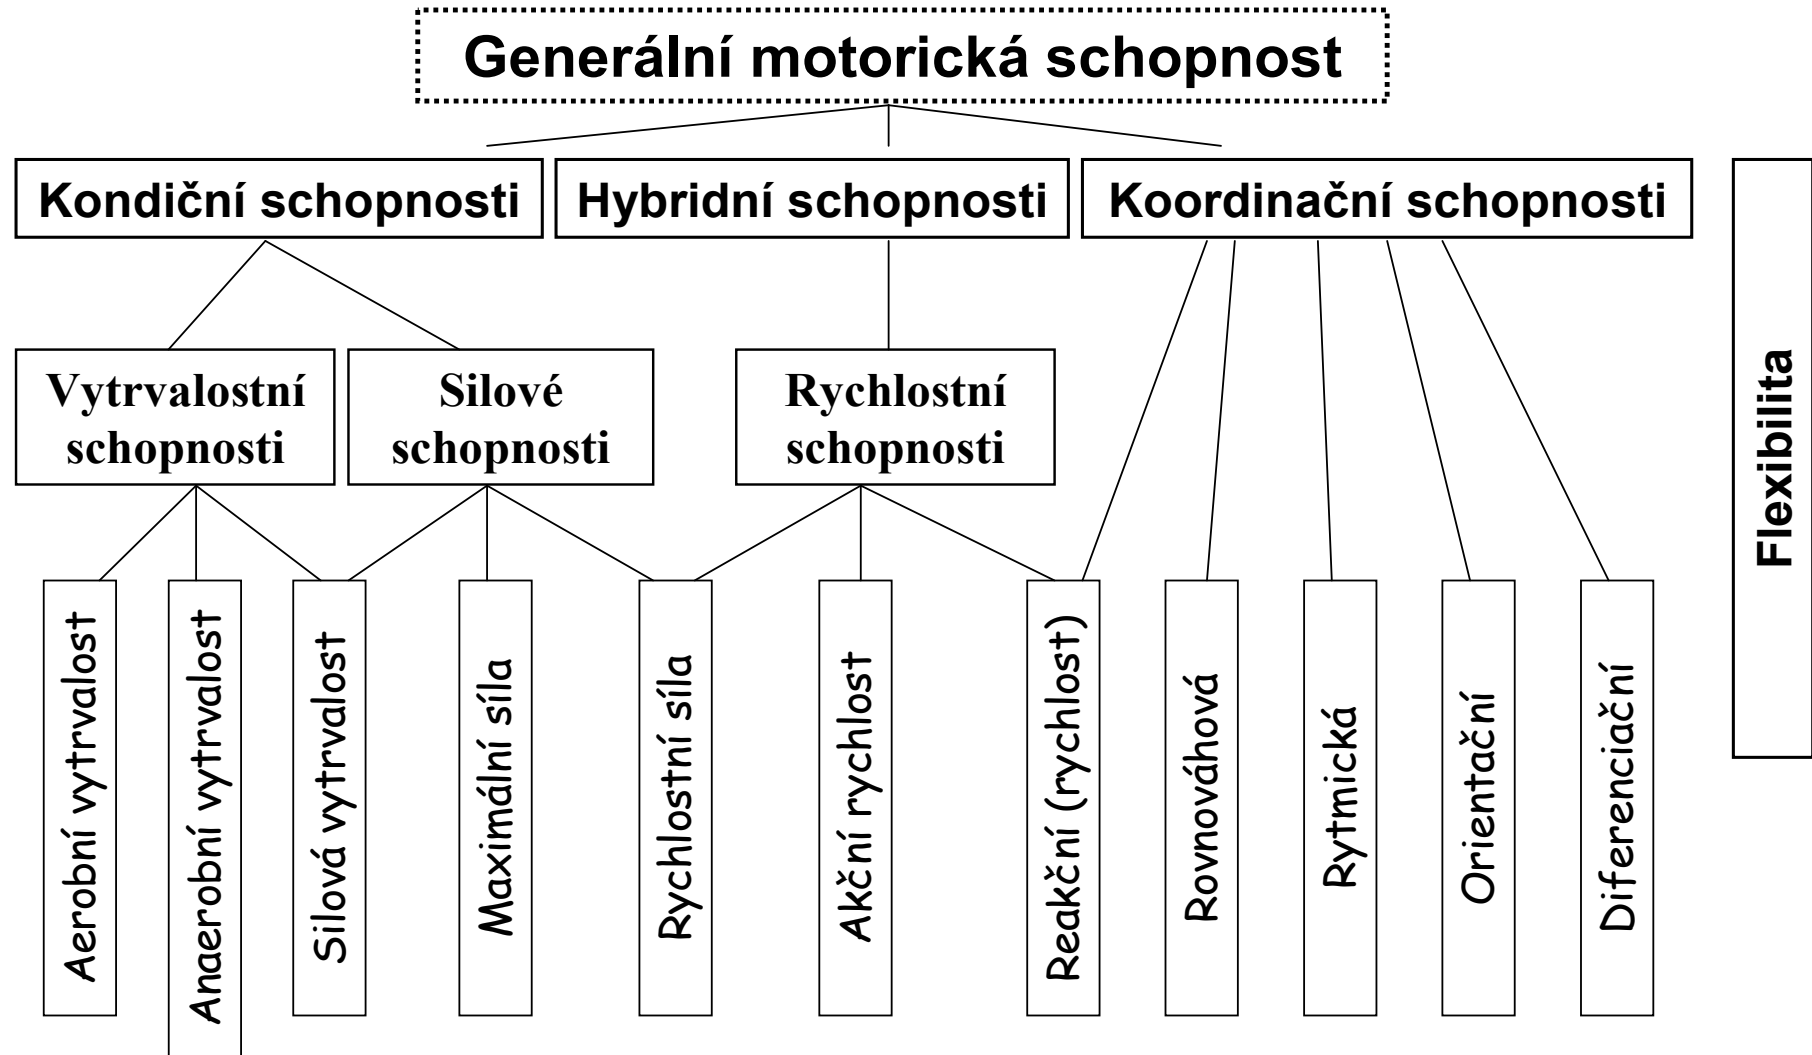 Generální motorická schopnost
Kondiční schopnosti
Hybridní schopnosti
Koordinační schopnosti
Flexibilita
Vytrvalostní
schopnosti
Silové
schopnosti
Rychlostní
schopnosti
Aerobní vytrvalost
Anaerobní vytrvalost
Silová vytrvalost
Maximální síla
Rychlostní síla
Akční rychlost
Reakční (rychlost)
Rovnováhová
Rytmická
Orientační
Diferenciační